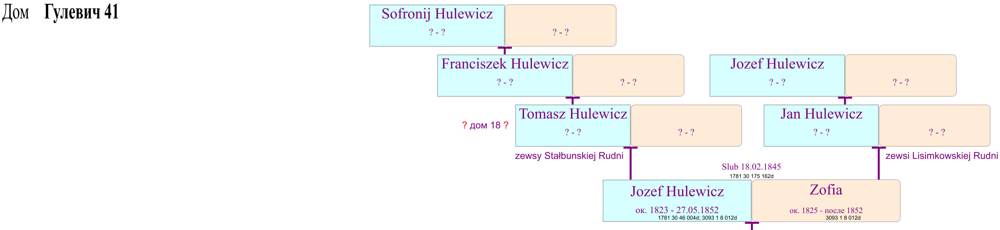 Дом Гулевич 41
Sofronij Hulewicz
? - ?
? - ?
Franciszek Hulewicz
? - ?
? - ?
Jozef Hulewicz
? - ?
? - ?
? дом 18 ?
Tomasz Hulewicz
? - ?
? - ?
Jan Hulewicz
? - ?
? - ?
zewsy Stałbunskiej Rudni
zewsi Lisimkowskiej Rudni
Slub 18.02.1845
1781 30 175 162d
Jozef Hulewicz
ок. 1823 - 27.05.1852
1781 30 46 004d; 3093 1 8 012d
Zofia
ок. 1825 - после 1852
3093 1 8 012d